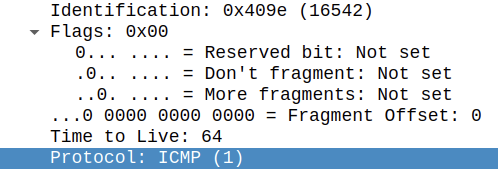 Identification: 0x409e (16542)
Flags: 0x00
0... .... = Reserved bit: Not set
.0.. .... = Don't fragment: Not set
..0. .... = More fragments: Not set
...0 0000 0000 0000 = Fragment Offset: 0
Time to Live: 64
Protocol: ICMP (1)